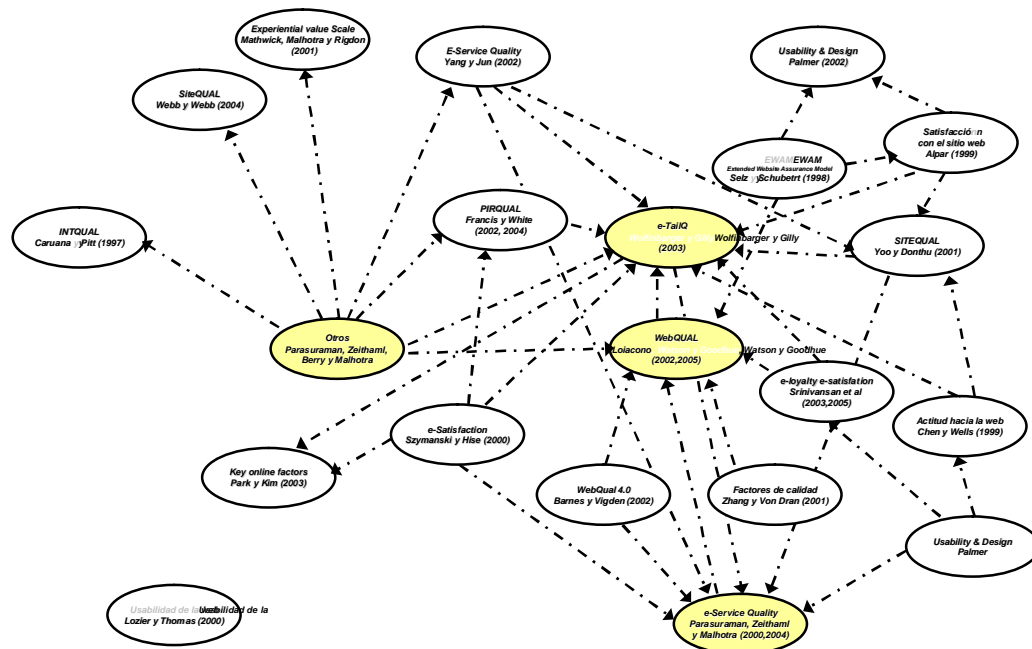 Experiential value Scale
Mathwick, Malhotra y Rigdon
(2001)
E-Service Quality
Yang y Jun (2002)
Usability & Design
Palmer (2002)
SiteQUAL
Webb y Webb (2004)
Satisfacción
con el sitio web
Alpar (1999)
EWAM
Extended Website Assurance Model
Selz y Schubetrt (1998)
PIRQUAL
Francis y White
(2002, 2004)
INTQUAL
Caruana y Pitt (1997)
e-TailQ
Wolfinbarger y Gilly
(2003)
SITEQUAL
Yoo y Donthu (2001)
Otros
Parasuraman, Zeithaml,
Berry y Malhotra
WebQUAL
Loiacono Watson y Goodhue
(2002,2005)
e-loyalty e-satisfation
Srinivansan et al
(2003,2005)
e-Satisfaction
Szymanski y Hise (2000)
Actitud hacia la web
Chen y Wells (1999)
Key online factors
Park y Kim (2003)
WebQual 4.0
Barnes y Vigden (2002)
Factores de calidad
Zhang y Von Dran (2001)
Usability & Design
Palmer
Usabilidad de la
Lozier y Thomas (2000)
e-Service Quality
Parasuraman, Zeithaml
y Malhotra (2000,2004)